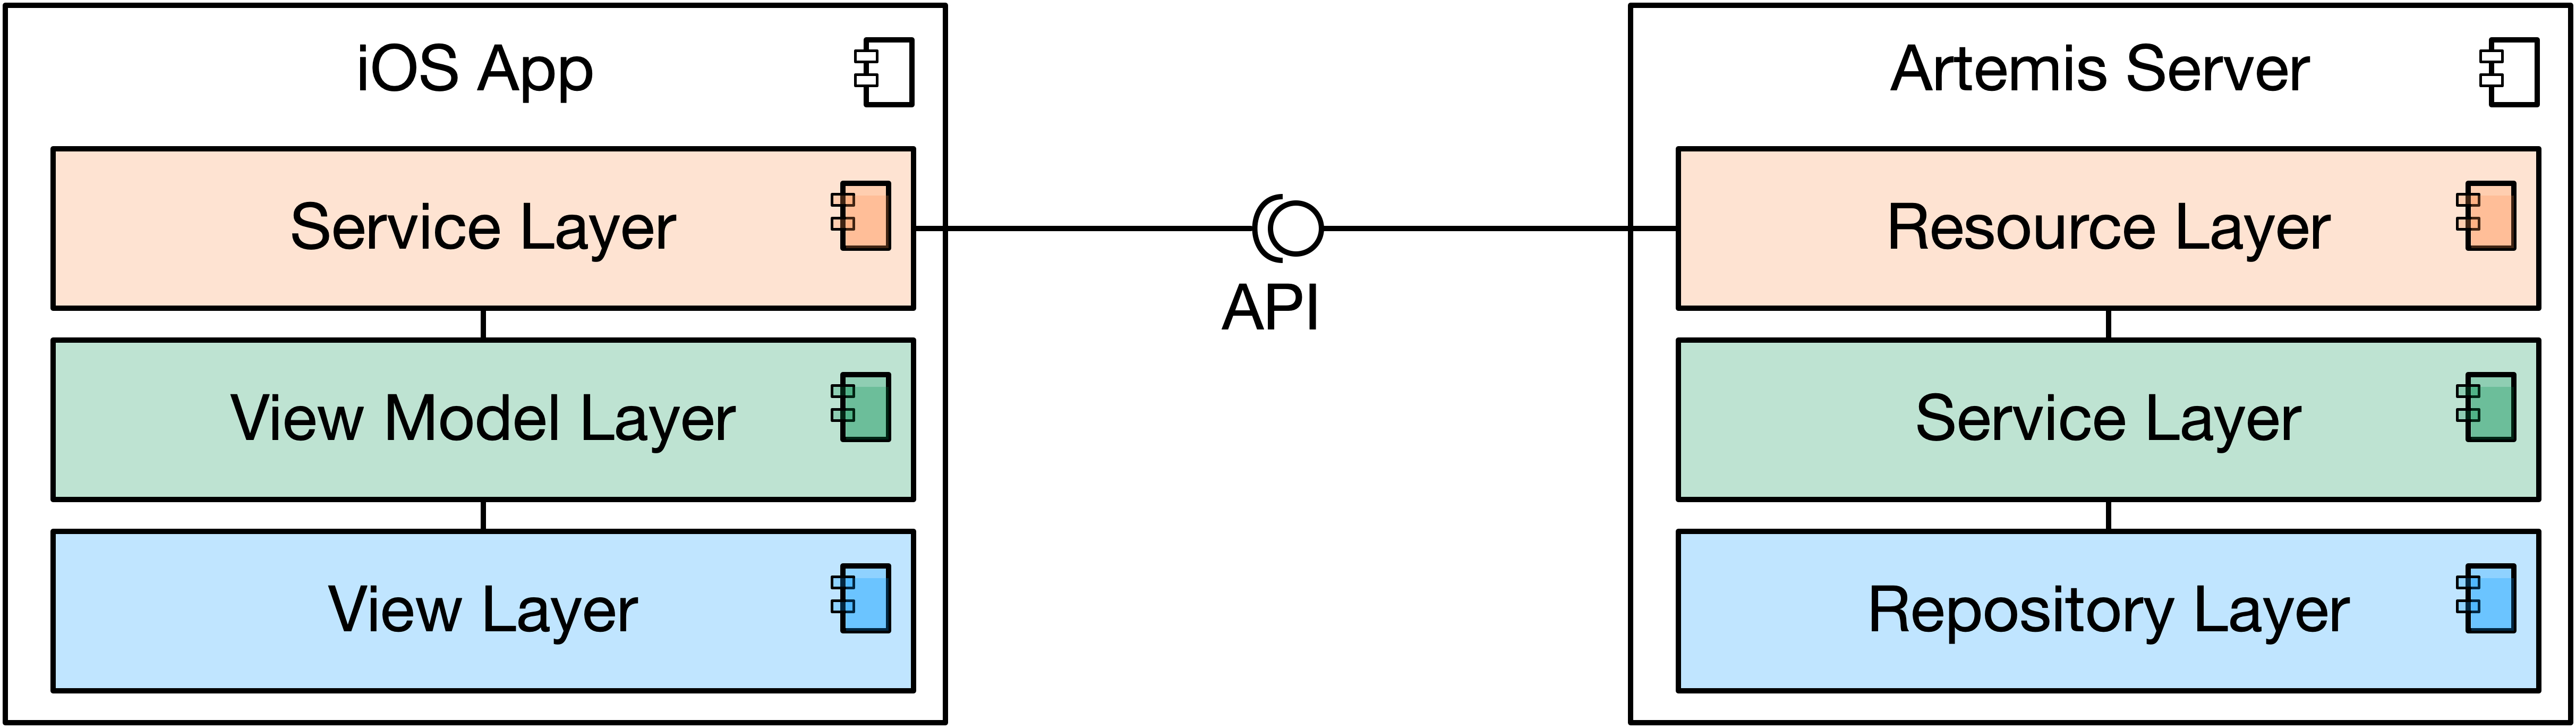 iOS App
Service Layer
View Model Layer
View Layer
API
Artemis Server
Resource Layer
Service Layer
Repository Layer